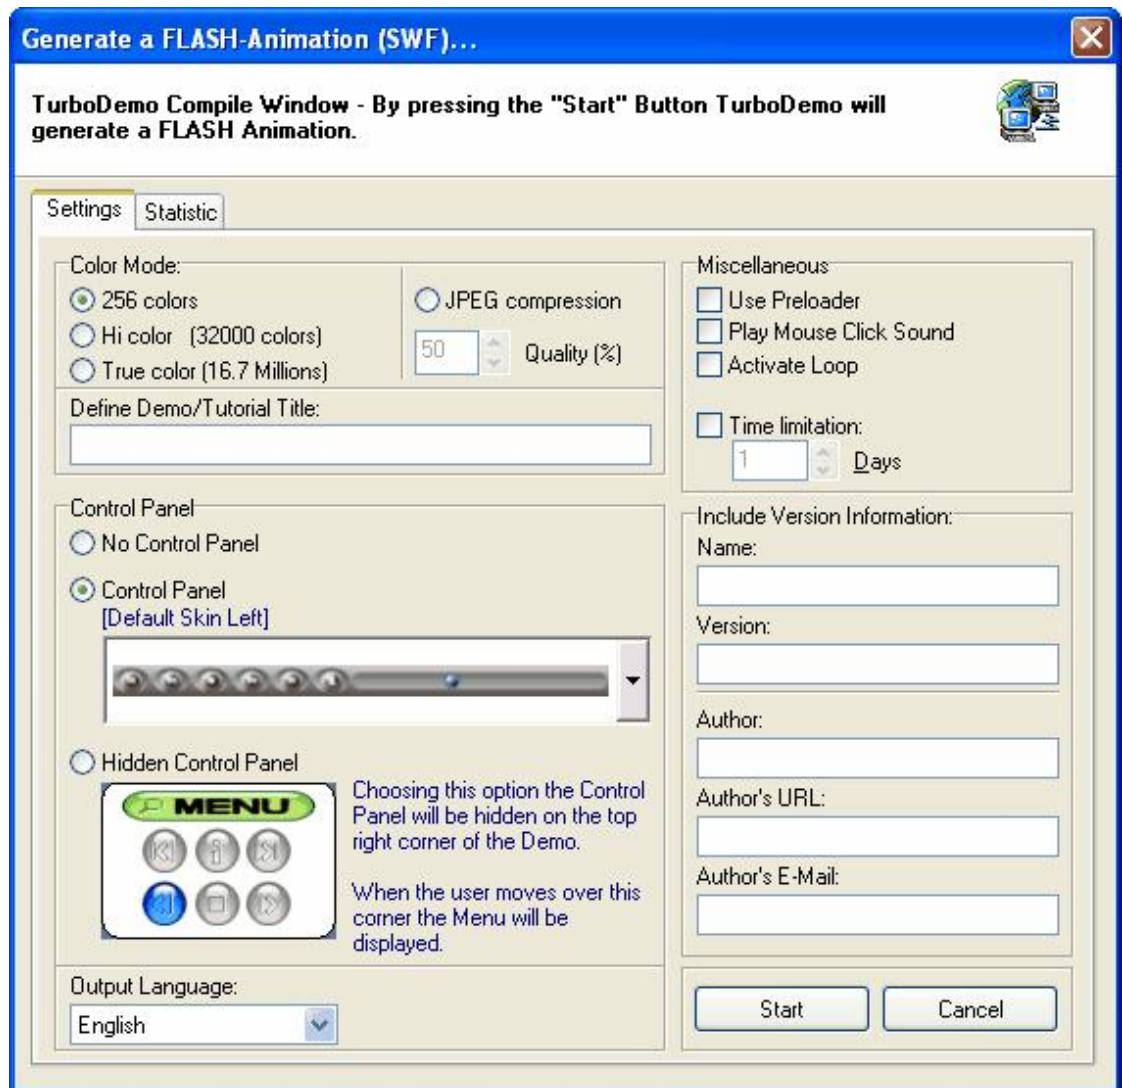 Generate a FLASH-Animation (SWF)...
TurboDemo Compile Window - By pressing the "Start" Button TurboDemo will
generate a FLASH Animation.
Settings
Statistic
Color Mode:
256 colors
Hi color (32000 colors)
True color (16.7 Millions)
JPEG compression
50
Quality (%)
Define Demo/Tutorial Title:
Control Panel
No Control Panel
Control Panel
[Default Skin Left]
Hidden Control Panel
MENU
Choosing this option the Control
Panel will be hidden on the top
right corner of the Demo.
When the user moves over this
corner the Menu will be
displayed.
Output Language:
English
Miscellaneous
Use Preloader
Play Mouse Click Sound
Activate Loop
Time limitation:
1
Days
Include Version Information:
Name:
Version:
Author:
Author's URL:
Author's E-Mail:
Start
Cancel